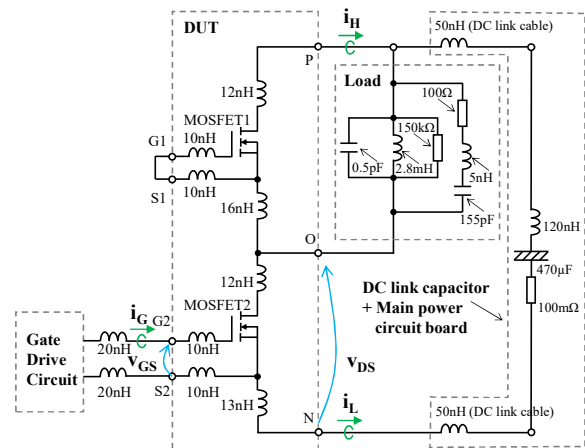 DUT
i_H
50nH (DC link cable)
P
12nH
Load
100Ω
MOSFET1
G1
10nH
150kΩ
0.5pF
2.8mH
5nH
S1
10nH
155pF
16nH
120nH
O
470µF
12nH
DC link capacitor
+ Main power
circuit board
100mΩ
MOSFET2
i_G
G2
Gate
Drive
Circuit
20nH
10nH
v_GS
v_DS
20nH
S2
10nH
13nH
N
i_L
50nH (DC link cable)